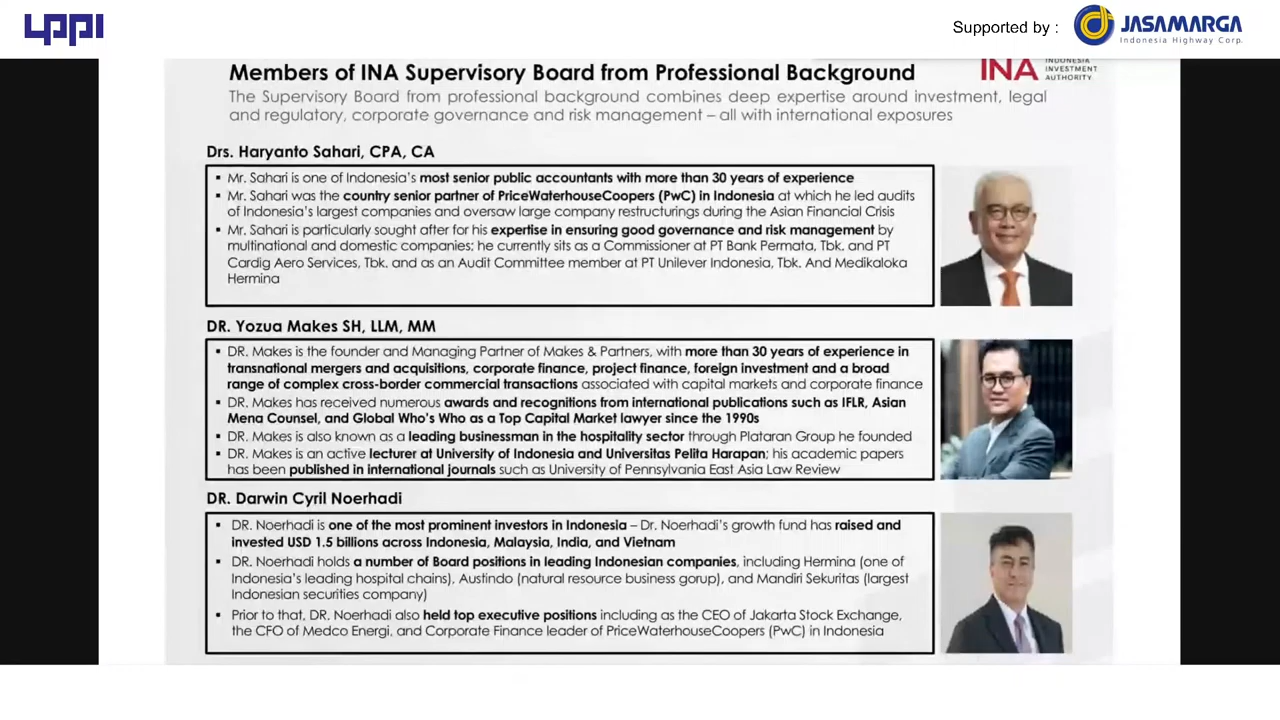 LPPI
Supported by :
JASAMARGA
Indonesia Highway Corp.
Members of INA Supervisory Board from Professional Background
INA
INDONESIA
INVESTMENT
AUTHORITY
The Supervisory Board from professional background combines deep expertise around investment, legal
and regulatory, corporate governance and risk management – all with international exposures
Drs. Haryanto Sahari, CPA, CA
▪ Mr. Sahari is one of Indonesia's most senior public accountants with more than 30 years of experience
▪ Mr. Sahari was the country senior partner of PriceWaterhouseCoopers (PwC) in Indonesia at which he led audits
of Indonesia's largest companies and oversaw large company restructurings during the Asian Financial Crisis
▪ Mr. Sahari is particularly sought after for his expertise in ensuring good governance and risk management by
multinational and domestic companies; he currently sits as a Commissioner at PT Bank Permata, Tbk. and PT
Cardig Aero Services, Tbk. and as an Audit Committee member at PT Unilever Indonesia, Tbk. And Medikaloka
Hermina
DR. Yozua Makes SH, LLM, MM
▪ DR. Makes is the founder and Managing Partner of Makes & Partners, with more than 30 years of experience in
transnational mergers and acquisitions, corporate finance, project finance, foreign investment and a broad
range of complex cross-border commercial transactions associated with capital markets and corporate finance
▪ DR. Makes has received numerous awards and recognitions from international publications such as IFLR, Asian
Mena Counsel, and Global Who's Who as a Top Capital Market lawyer since the 1990s
▪ DR. Makes is also known as a leading businessman in the hospitality sector through Plataran Group he founded
▪ DR. Makes is an active lecturer at University of Indonesia and Universitas Pelita Harapan; his academic papers
has been published in international journals such as University of Pennsylvania East Asia Law Review
DR. Darwin Cyril Noerhadi
▪ DR. Noerhadi is one of the most prominent investors in Indonesia – Dr. Noerhadi's growth fund has raised and
invested USD 1.5 billions across Indonesia, Malaysia, India, and Vietnam
▪ DR. Noerhadi holds a number of Board positions in leading Indonesian companies, including Hermina (one of
Indonesia's leading hospital chains), Austindo (natural resource business gorup), and Mandiri Sekuritas (largest
Indonesian securities company)
▪ Prior to that, DR. Noerhadi also held top executive positions including as the CEO of Jakarta Stock Exchange,
the CFO of Medco Energi, and Corporate Finance leader of PriceWaterhouseCoopers (PwC) in Indonesia